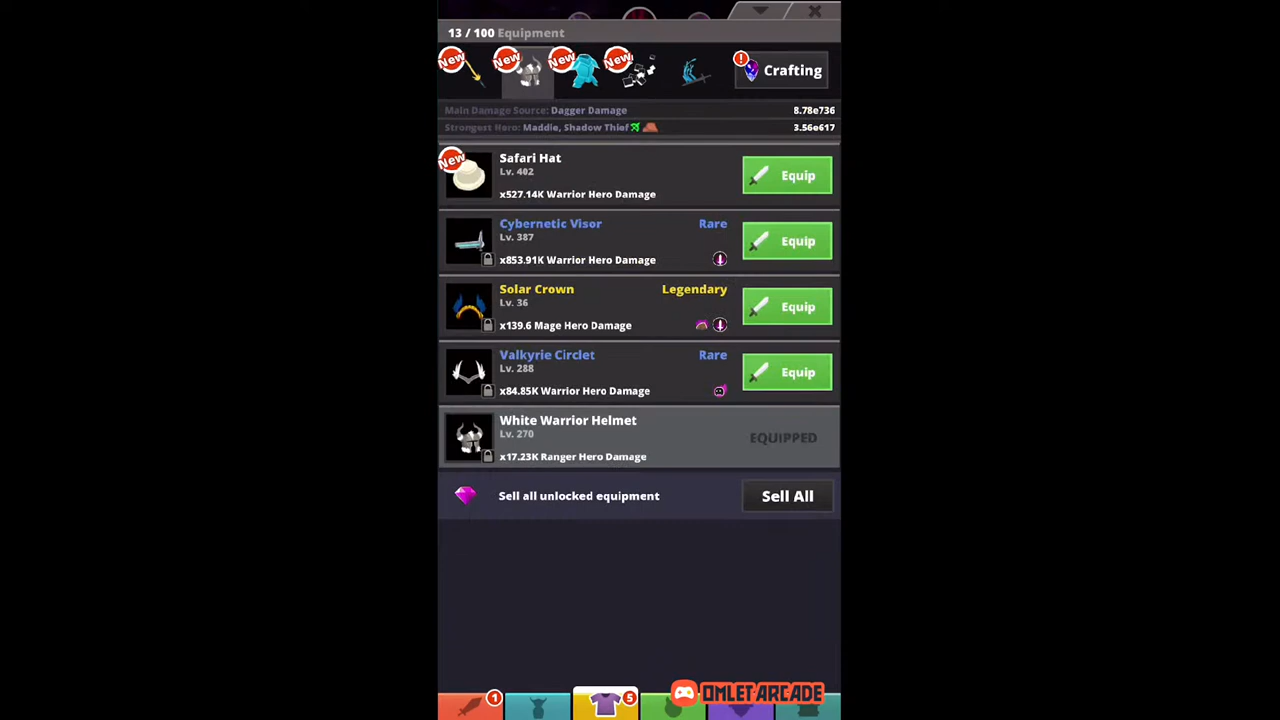 13 / 100 Equipment
New
New
New
New
! Crafting
Main Damage Source: Dagger Damage 8.78e736
Strongest Hero: Maddie, Shadow Thief 3.56e617
New
Safari Hat
Lv. 402
x527.14K Warrior Hero Damage
Equip
Cybernetic Visor Rare
Lv. 387
x853.91K Warrior Hero Damage
Equip
Solar Crown Legendary
Lv. 36
x139.6 Mage Hero Damage
Equip
Valkyrie Circlet Rare
Lv. 288
x84.85K Warrior Hero Damage
Equip
White Warrior Helmet
Lv. 270
x17.23K Ranger Hero Damage
EQUIPPED
Sell all unlocked equipment Sell All
1
5
OMLET ARCADE